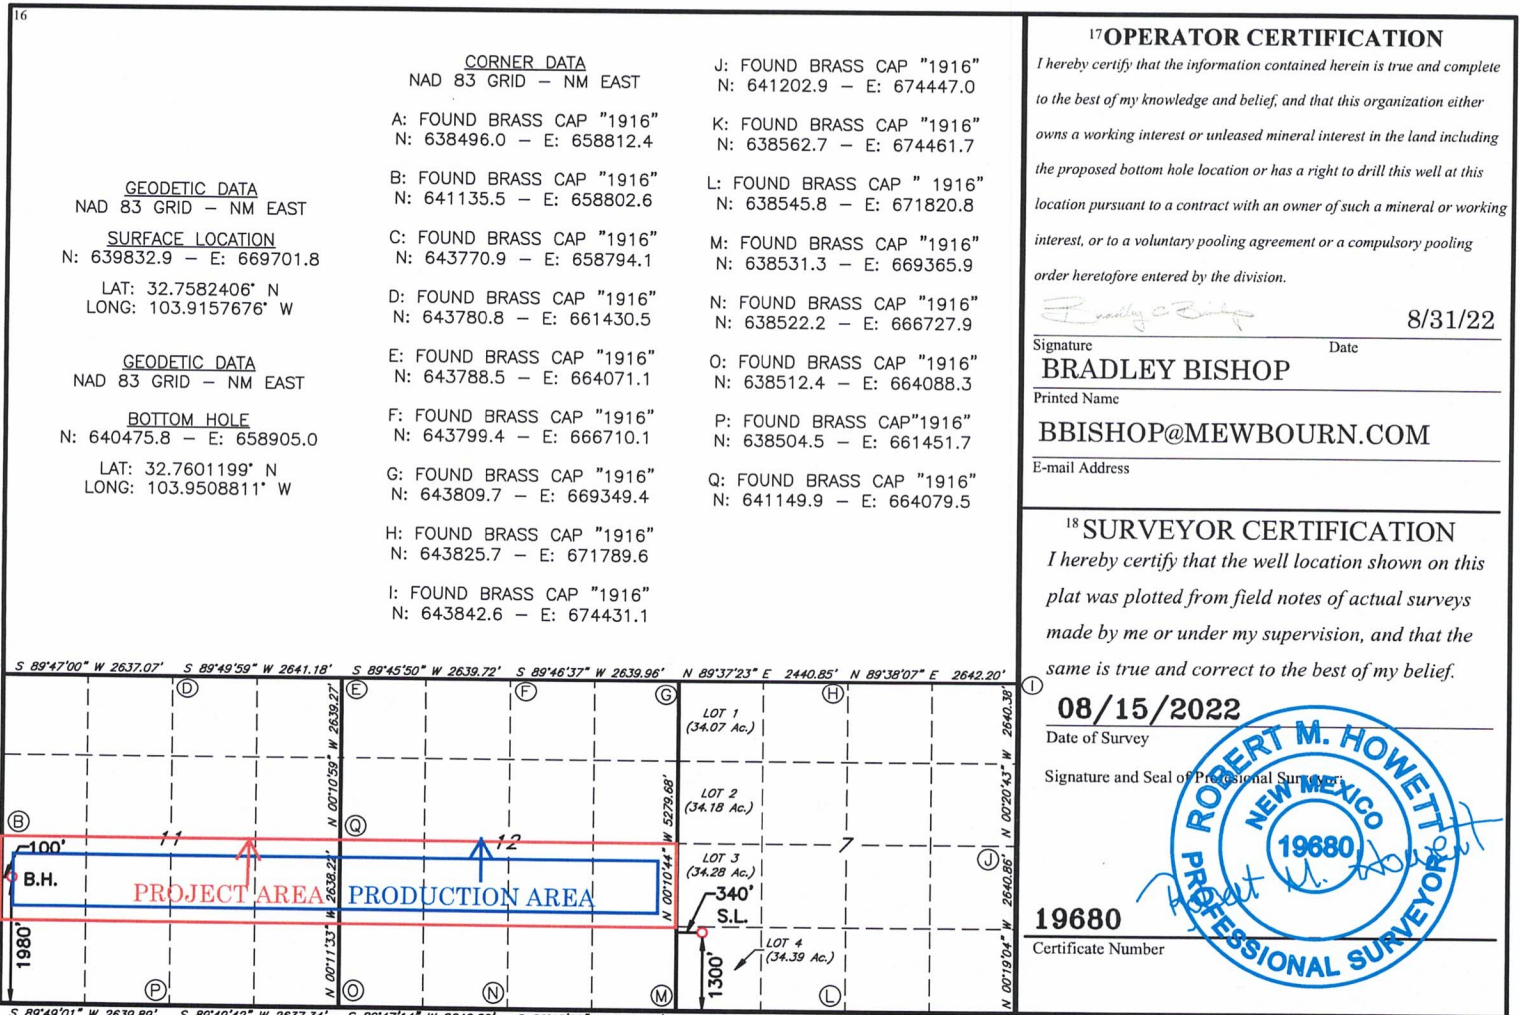 16
GEODETIC DATA
NAD 83 GRID – NM EAST
SURFACE LOCATION
N: 639832.9 – E: 669701.8
LAT: 32.7582406° N
LONG: 103.9157676° W
GEODETIC DATA
NAD 83 GRID – NM EAST
BOTTOM HOLE
N: 640475.8 – E: 658905.0
LAT: 32.7601199° N
LONG: 103.9508811° W
CORNER DATA
NAD 83 GRID – NM EAST
A: FOUND BRASS CAP "1916"
N: 638496.0 – E: 658812.4
B: FOUND BRASS CAP "1916"
N: 641135.5 – E: 658802.6
C: FOUND BRASS CAP "1916"
N: 643770.9 – E: 658794.1
D: FOUND BRASS CAP "1916"
N: 643780.8 – E: 661430.5
E: FOUND BRASS CAP "1916"
N: 643788.5 – E: 664071.1
F: FOUND BRASS CAP "1916"
N: 643799.4 – E: 666710.1
G: FOUND BRASS CAP "1916"
N: 643809.7 – E: 669349.4
H: FOUND BRASS CAP "1916"
N: 643825.7 – E: 671789.6
I: FOUND BRASS CAP "1916"
N: 643842.6 – E: 674431.1
J: FOUND BRASS CAP "1916"
N: 641202.9 – E: 674447.0
K: FOUND BRASS CAP "1916"
N: 638562.7 – E: 674461.7
L: FOUND BRASS CAP " 1916"
N: 638545.8 – E: 671820.8
M: FOUND BRASS CAP "1916"
N: 638531.3 – E: 669365.9
N: FOUND BRASS CAP "1916"
N: 638522.2 – E: 666727.9
O: FOUND BRASS CAP "1916"
N: 638512.4 – E: 664088.3
P: FOUND BRASS CAP"1916"
N: 638504.5 – E: 661451.7
Q: FOUND BRASS CAP "1916"
N: 641149.9 – E: 664079.5
17 OPERATOR CERTIFICATION
I hereby certify that the information contained herein is true and complete
to the best of my knowledge and belief, and that this organization either
owns a working interest or unleased mineral interest in the land including
the proposed bottom hole location or has a right to drill this well at this
location pursuant to a contract with an owner of such a mineral or working
interest, or to a voluntary pooling agreement or a compulsory pooling
order heretofore entered by the division.
Bradley C Bishop
8/31/22
Signature Date
BRADLEY BISHOP
Printed Name
BBISHOP@MEWBOURN.COM
E-mail Address
18 SURVEYOR CERTIFICATION
I hereby certify that the well location shown on this
plat was plotted from field notes of actual surveys
made by me or under my supervision, and that the
same is true and correct to the best of my belief.
08/15/2022
Date of Survey
Signature and Seal of Professional Surveyor:
ROBERT M. HOWETT
NEW MEXICO
19680
PROFESSIONAL SURVEYOR
Robert M. Howett
19680
Certificate Number
S 89°47'00" W 2637.07' S 89°49'59" W 2641.18' S 89°45'50" W 2639.72' S 89°46'37" W 2639.96' N 89°37'23" E 2440.85' N 89°38'07" E 2642.20'
D E F G H I
N 00°10'59" W 2639.27'
LOT 1
(34.07 Ac.)
N 00°20'43" W 2640.38'
LOT 2
(34.18 Ac.)
N 00°10'44" W 5279.68'
B Q
11 12 7
J
100'
B.H.
PROJECT AREA PRODUCTION AREA
LOT 3
(34.28 Ac.)
340'
S.L.
N 00°11'33" W 2638.22'
N 00°19'04" W 2640.86'
LOT 4
(34.39 Ac.)
1980'
1300'
P O N M L
S 89°49'01" W 2639.89'